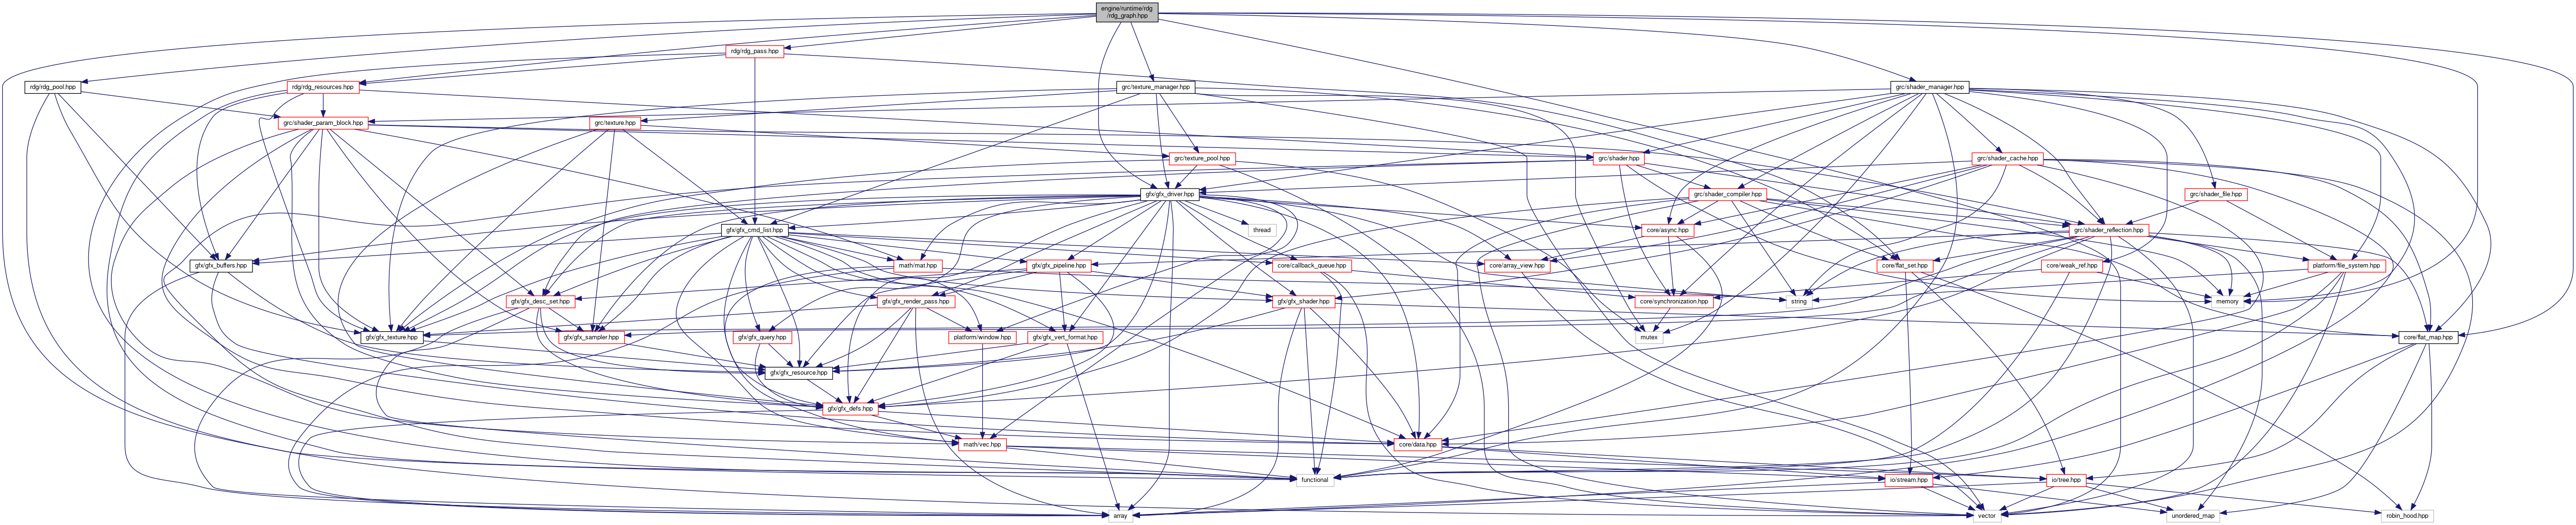 engine/runtime/rdg
/rdg_graph.hpp
rdg/rdg_pass.hpp
rdg/rdg_pool.hpp
rdg/rdg_resources.hpp
grc/texture_manager.hpp
grc/shader_manager.hpp
grc/shader_param_block.hpp
grc/texture.hpp
grc/texture_pool.hpp
grc/shader.hpp
grc/shader_cache.hpp
gfx/gfx_driver.hpp
grc/shader_compiler.hpp
grc/shader_file.hpp
gfx/gfx_cmd_list.hpp
thread
core/async.hpp
grc/shader_reflection.hpp
gfx/gfx_buffers.hpp
math/mat.hpp
gfx/gfx_pipeline.hpp
core/callback_queue.hpp
core/array_view.hpp
core/flat_set.hpp
core/weak_ref.hpp
platform/file_system.hpp
gfx/gfx_desc_set.hpp
gfx/gfx_render_pass.hpp
gfx/gfx_shader.hpp
core/synchronization.hpp
string
memory
gfx/gfx_texture.hpp
gfx/gfx_sampler.hpp
gfx/gfx_query.hpp
platform/window.hpp
gfx/gfx_vert_format.hpp
mutex
core/flat_map.hpp
gfx/gfx_resource.hpp
gfx/gfx_defs.hpp
math/vec.hpp
core/data.hpp
functional
io/stream.hpp
io/tree.hpp
array
vector
unordered_map
robin_hood.hpp